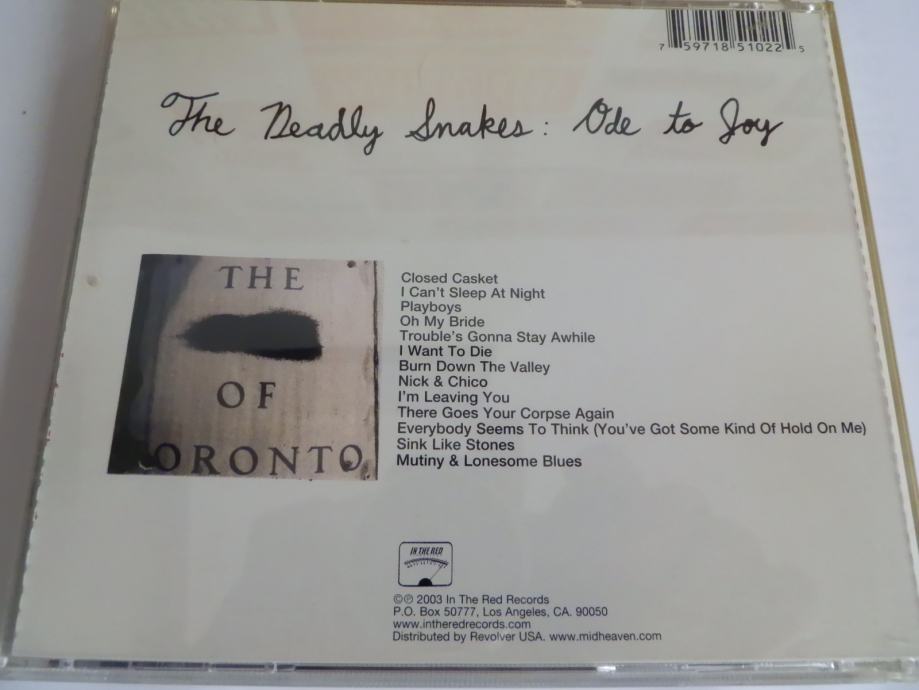 7 59718 51022 5
The Deadly Snakes: Ode to Joy
THE
OF
ORONTO
Closed Casket
I Can't Sleep At Night
Playboys
Oh My Bride
Trouble's Gonna Stay Awhile
I Want To Die
Burn Down The Valley
Nick & Chico
I'm Leaving You
There Goes Your Corpse Again
Everybody Seems To Think (You've Got Some Kind Of Hold On Me)
Sink Like Stones
Mutiny & Lonesome Blues
IN THE RED
©℗ 2003 In The Red Records
P.O. Box 50777, Los Angeles, CA. 90050
www.intheredrecords.com
Distributed by Revolver USA. www.midheaven.com